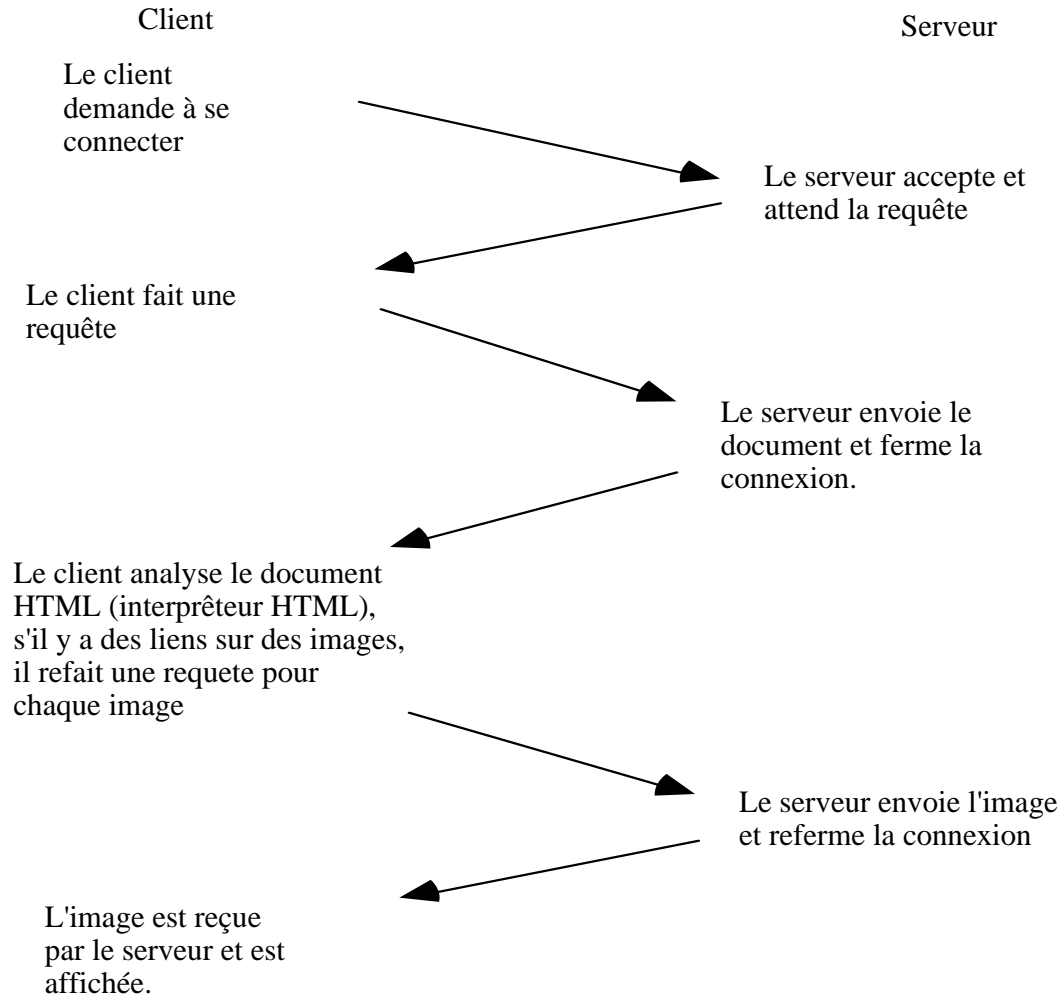 Client
Serveur
Le client
demande à se
connecter
Le serveur accepte et
attend la requête
Le client fait une
requête
Le serveur envoie le
document et ferme la
connexion.
Le client analyse le document
HTML (interprêteur HTML),
s'il y a des liens sur des images,
il refait une requete pour
chaque image
Le serveur envoie l'image
et referme la connexion
L'image est reçue
par le serveur et est
affichée.